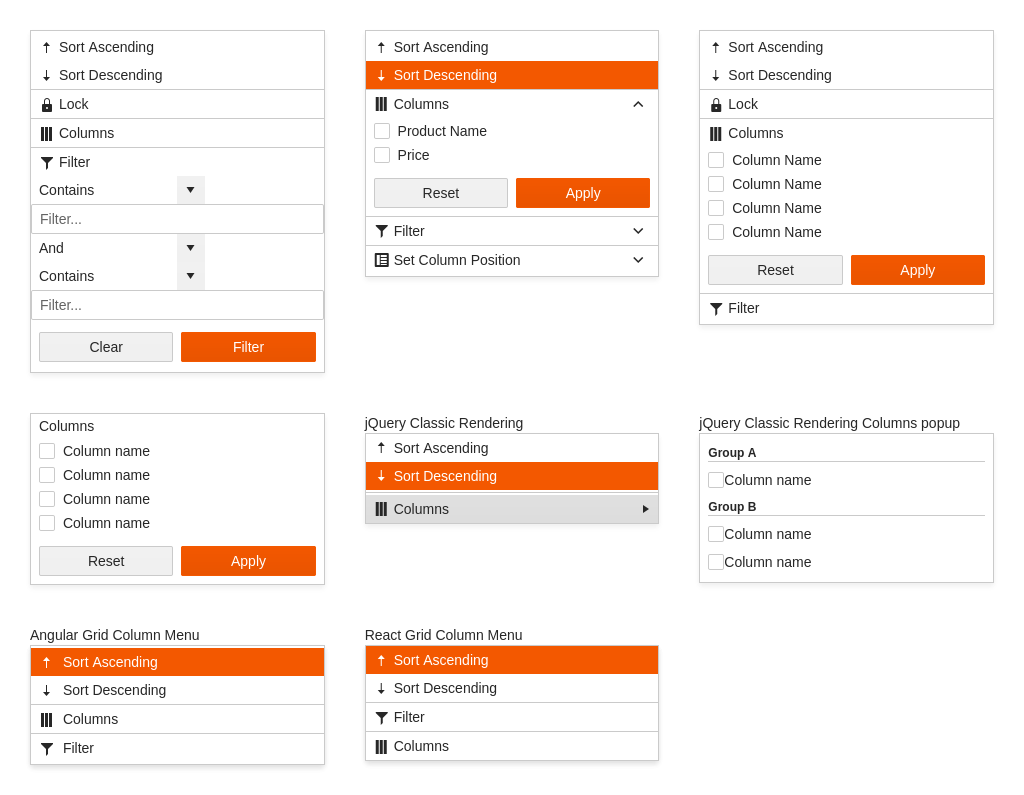 Sort Ascending
Sort Descending
Lock
Columns
Filter
Contains
Filter...
And
Contains
Filter...
Clear Filter
Sort Ascending
Sort Descending
Columns
Product Name
Price
Reset Apply
Filter
Set Column Position
Sort Ascending
Sort Descending
Lock
Columns
Column Name
Column Name
Column Name
Column Name
Reset Apply
Filter
Columns
Column name
Column name
Column name
Column name
Reset Apply
jQuery Classic Rendering
Sort Ascending
Sort Descending
Columns
jQuery Classic Rendering Columns popup
Group A
Column name
Group B
Column name
Column name
Angular Grid Column Menu
Sort Ascending
Sort Descending
Columns
Filter
React Grid Column Menu
Sort Ascending
Sort Descending
Filter
Columns